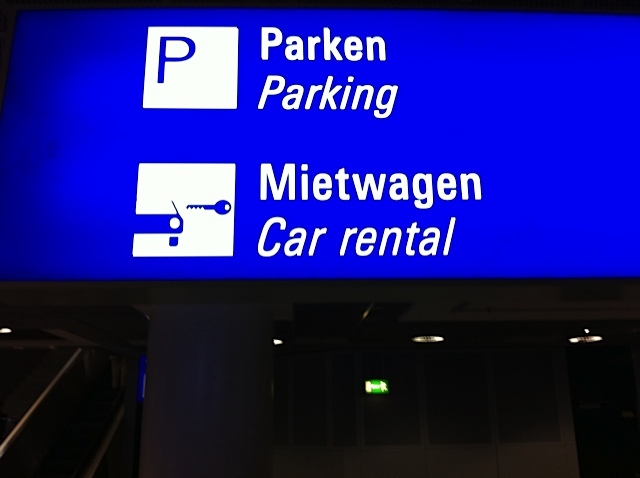 P Parken
Parking
Mietwagen
Car rental